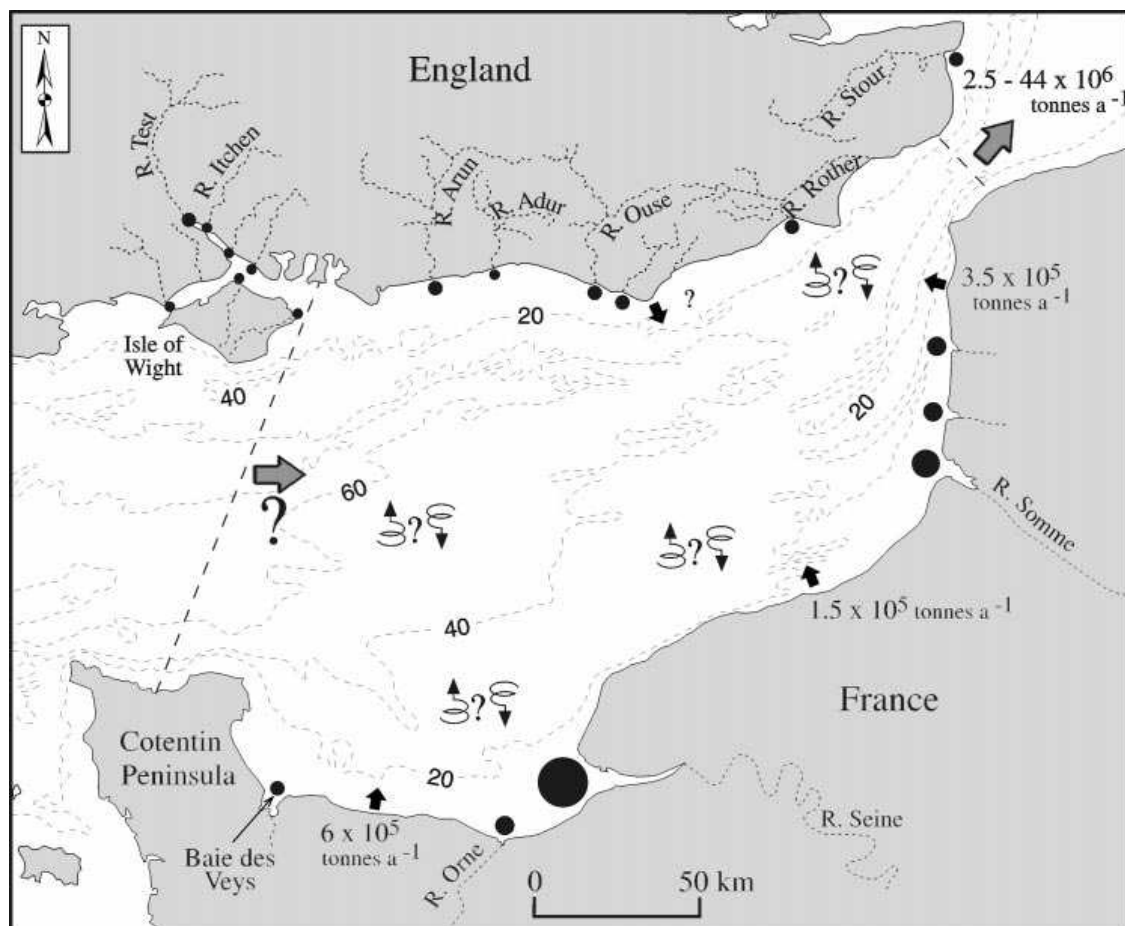 N
England
R. Test
R. Itchen
R. Arun
R. Adur
R. Ouse
R. Rother
R. Stour
2.5 - 44 x 10⁶
tonnes a⁻¹
?
?
3.5 x 10⁵
tonnes a⁻¹
20
Isle of
Wight
40
20
60
?
?
?
R. Somme
1.5 x 10⁵ tonnes a⁻¹
40
?
France
Cotentin
Peninsula
20
R. Seine
6 x 10⁵
tonnes a⁻¹
Baie des
Veys
R. Orne
0 50 km